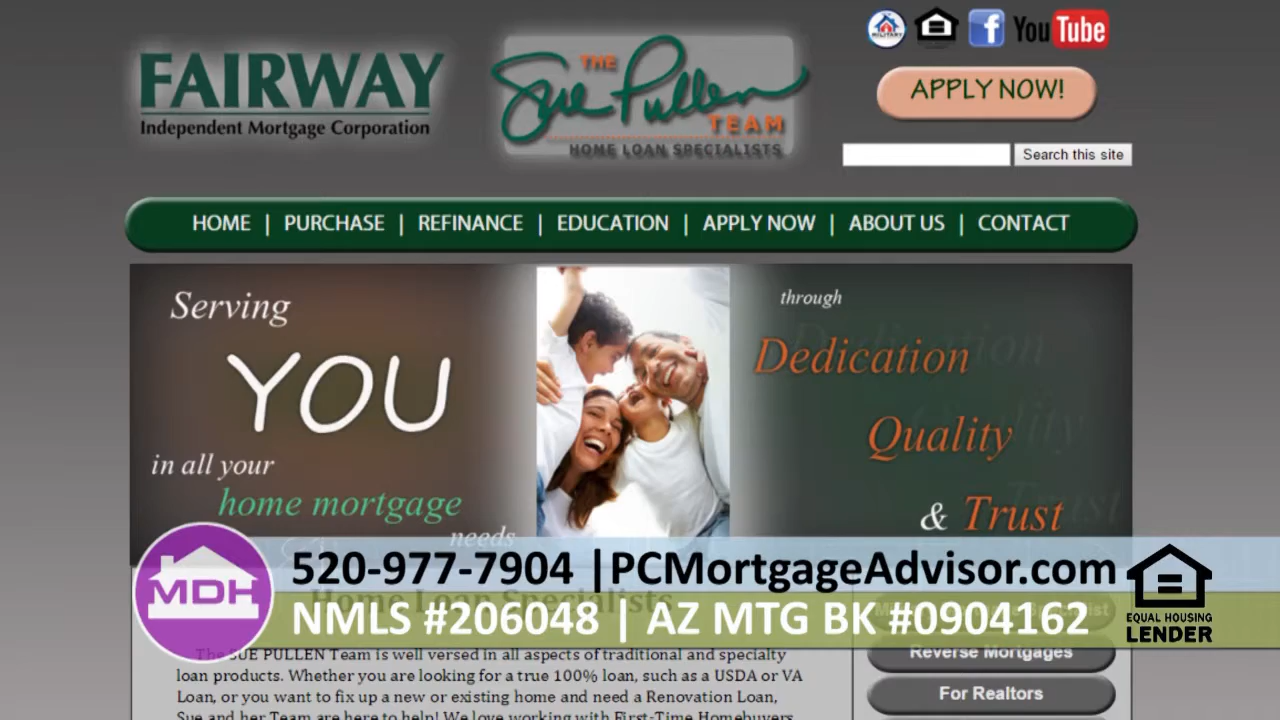 FAIRWAY
Independent Mortgage Corporation
THE
Sue Pullen
TEAM
HOME LOAN SPECIALISTS
MILITARY
You Tube
APPLY NOW!
Search this site
HOME | PURCHASE | REFINANCE | EDUCATION | APPLY NOW | ABOUT US | CONTACT
Serving
YOU
in all your
home mortgage
needs
through
Dedication
Quality
& Trust
MDH
520-977-7904 | PCMortgageAdvisor.com
NMLS #206048 | AZ MTG BK #0904162
EQUAL HOUSING
LENDER
Home Loan Specialists
The SUE PULLEN Team is well versed in all aspects of traditional and specialty
loan products. Whether you are looking for a true 100% loan, such as a USDA or VA
Loan, or you want to fix up a new or existing home and need a Renovation Loan,
Sue and her Team are here to help! We love working with First-Time Homebuyers
Reverse Mortgages
For Realtors